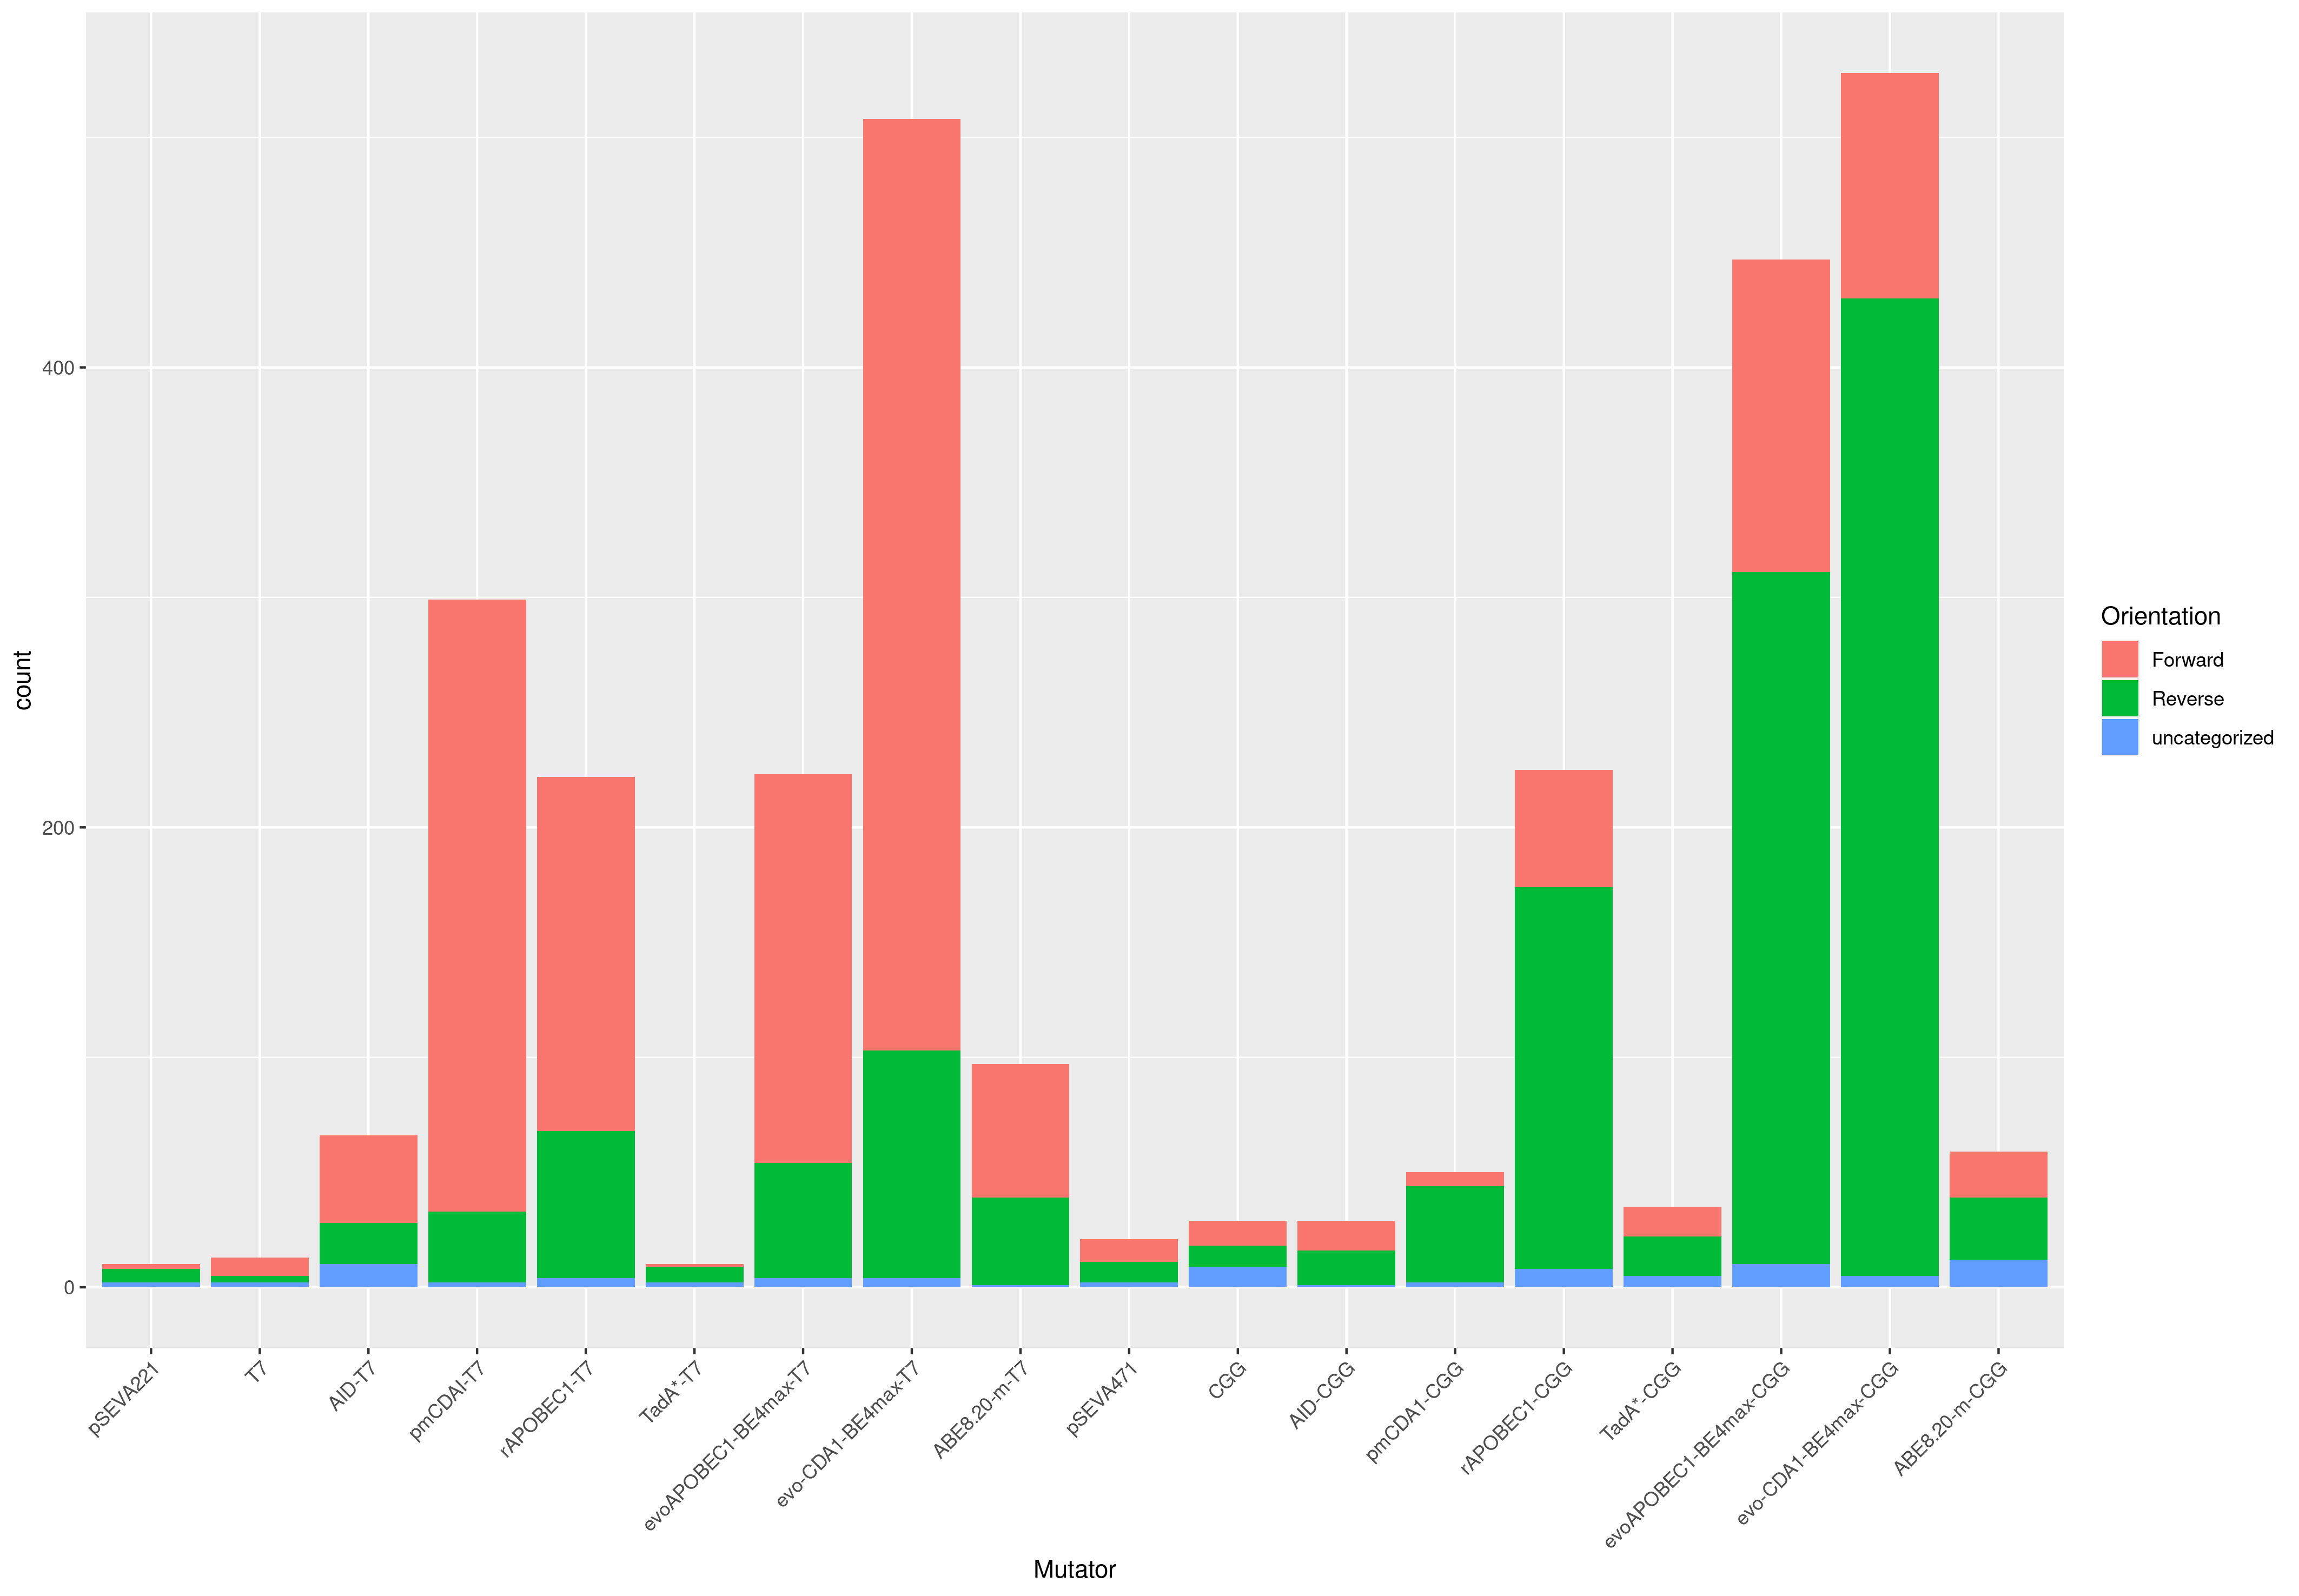 count
400
200
0
pSEVA221
T7
AID-T7
pmCDAI-T7
rAPOBEC1-T7
TadA*-T7
evoAPOBEC1-BE4max-T7
evo-CDA1-BE4max-T7
ABE8.20-m-T7
pSEVA471
CGG
AID-CGG
pmCDA1-CGG
rAPOBEC1-CGG
TadA*-CGG
evoAPOBEC1-BE4max-CGG
evo-CDA1-BE4max-CGG
ABE8.20-m-CGG
Mutator
Orientation
Forward
Reverse
uncategorized